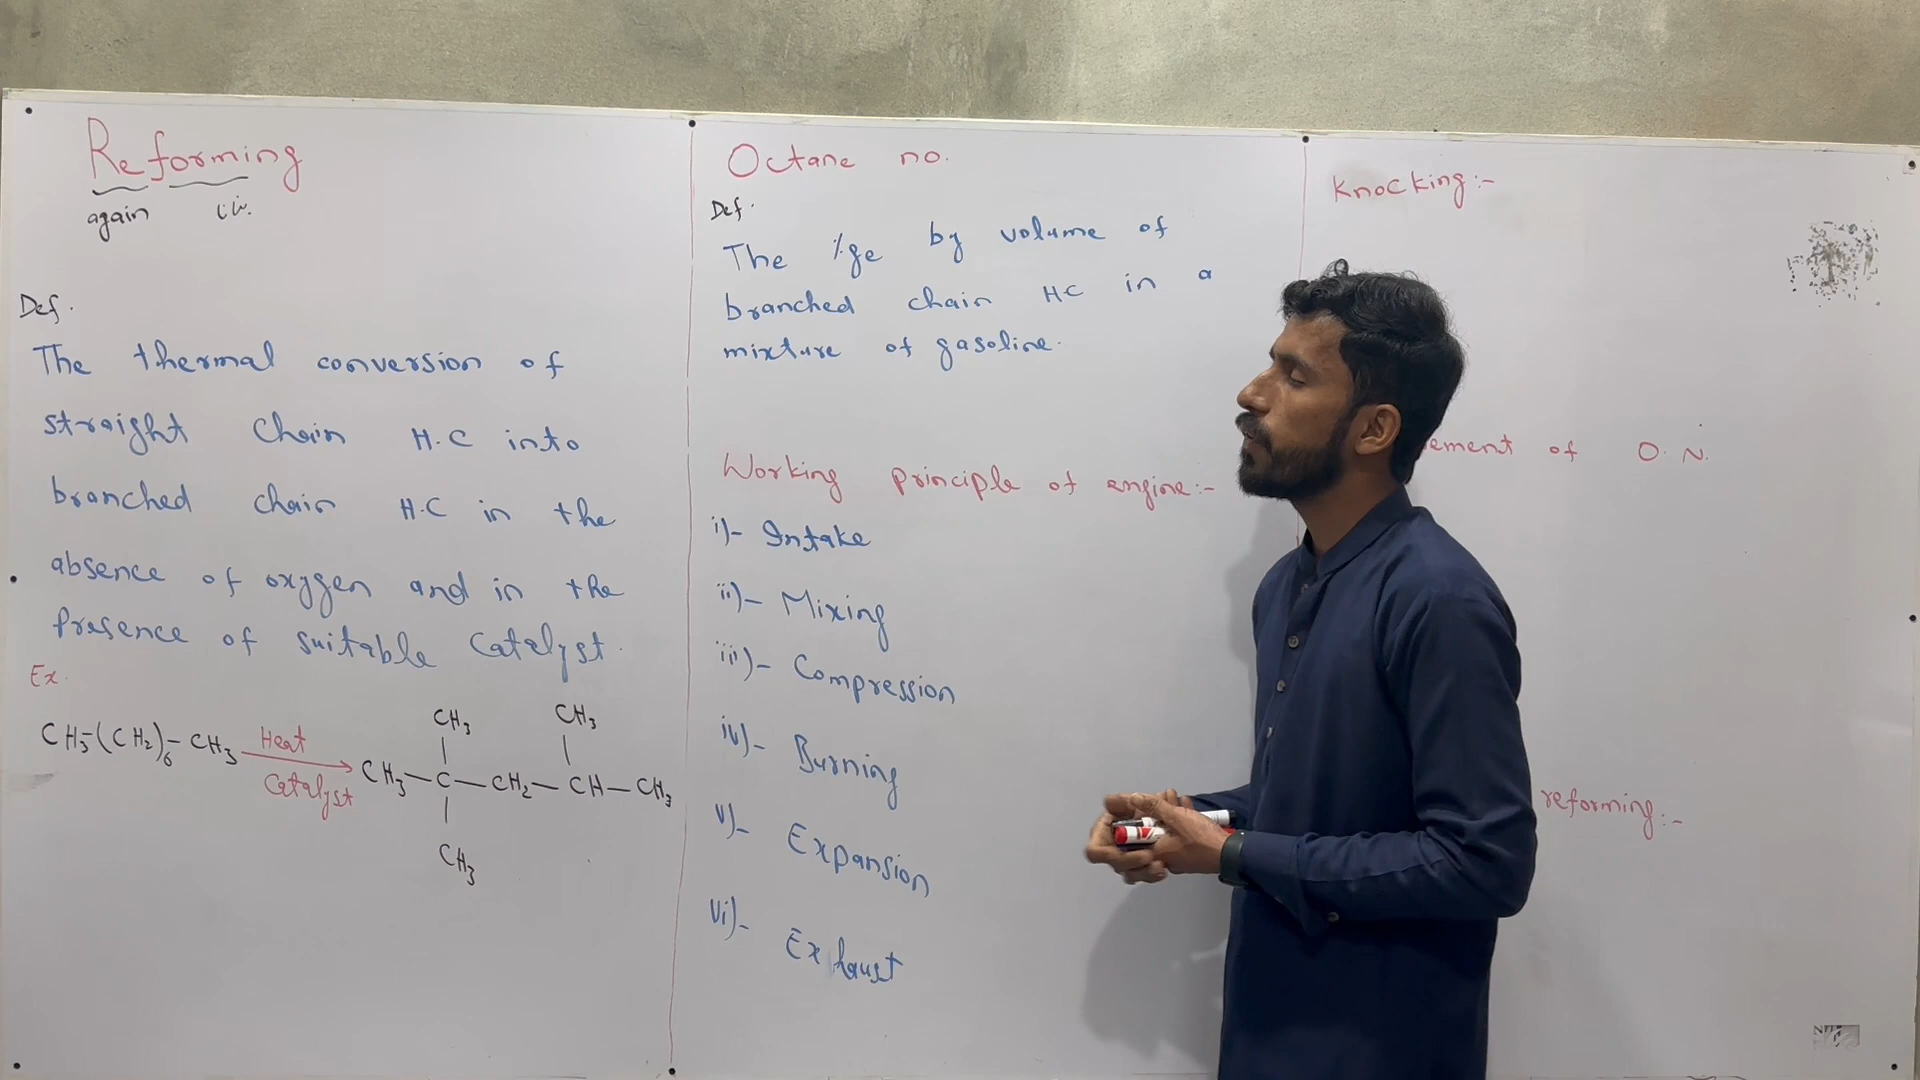 Reforming
again
Def.
The thermal conversion of
straight chain H.C into
branched chain H.C in the
absence of oxygen and in the
Presence of suitable Catalyst.
Ex.
CH₃-(CH₂)₆-CH₃ Heat Catalyst
CH₃ CH₃
CH₃-C-CH₂-CH-CH₃
CH₃
Octane no.
Def.
The %ge by volume of
branched chain HC in a
mixture of gasoline.
Working principle of engine:-
i)- Intake
ii)- Mixing
iii)- Compression
iv)- Burning
v)- Expansion
vi)- Exhaust
Knocking:-
ement of O.N.
reforming:-